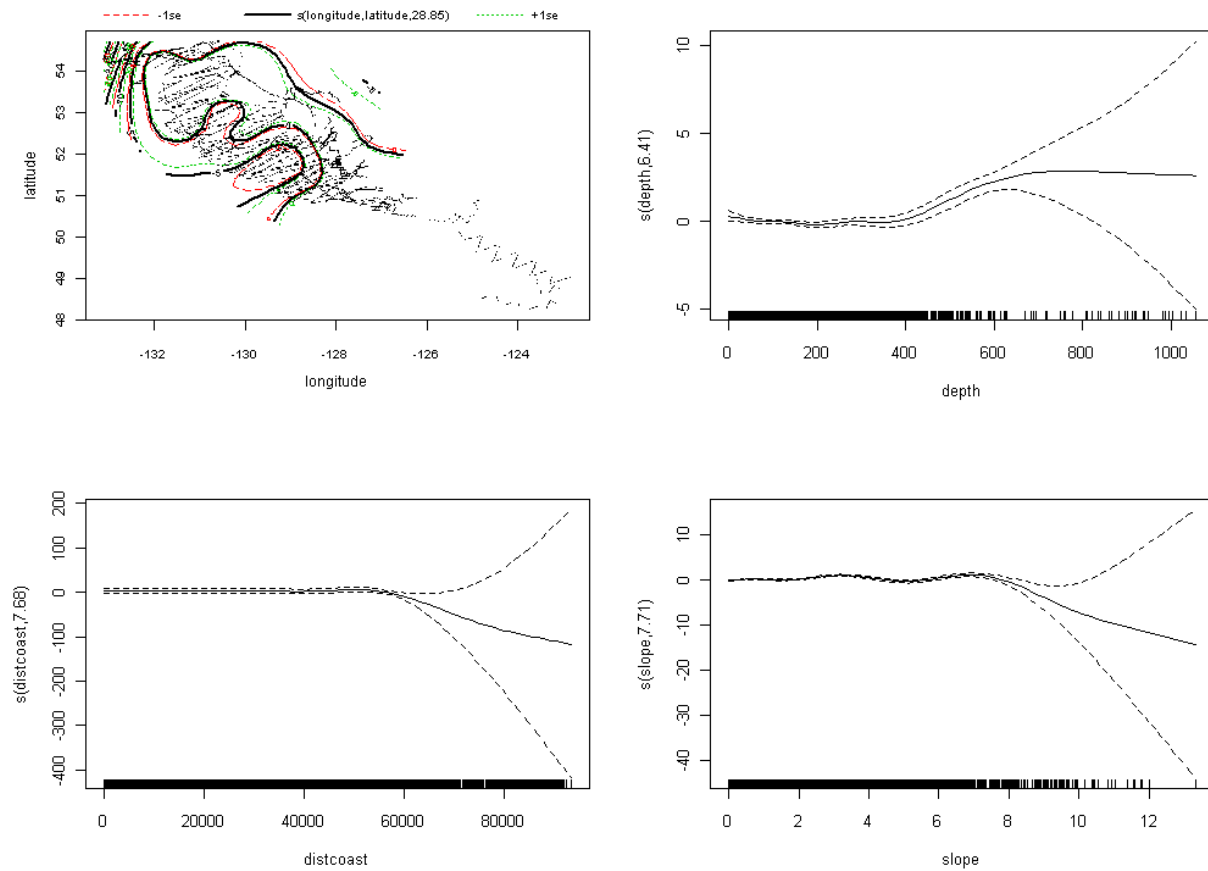 -1se s(longitude,latitude,28.85) +1se
latitude
48 49 50 51 52 53 54
-132 -130 -128 -126 -124
longitude
s(depth,6.41)
-5 0 5 10
0 200 400 600 800 1000
depth
s(distcoast,7.68)
-400 -300 -200 -100 0 100 200
0 20000 40000 60000 80000
distcoast
s(slope,7.71)
-40 -30 -20 -10 0 10
0 2 4 6 8 10 12
slope